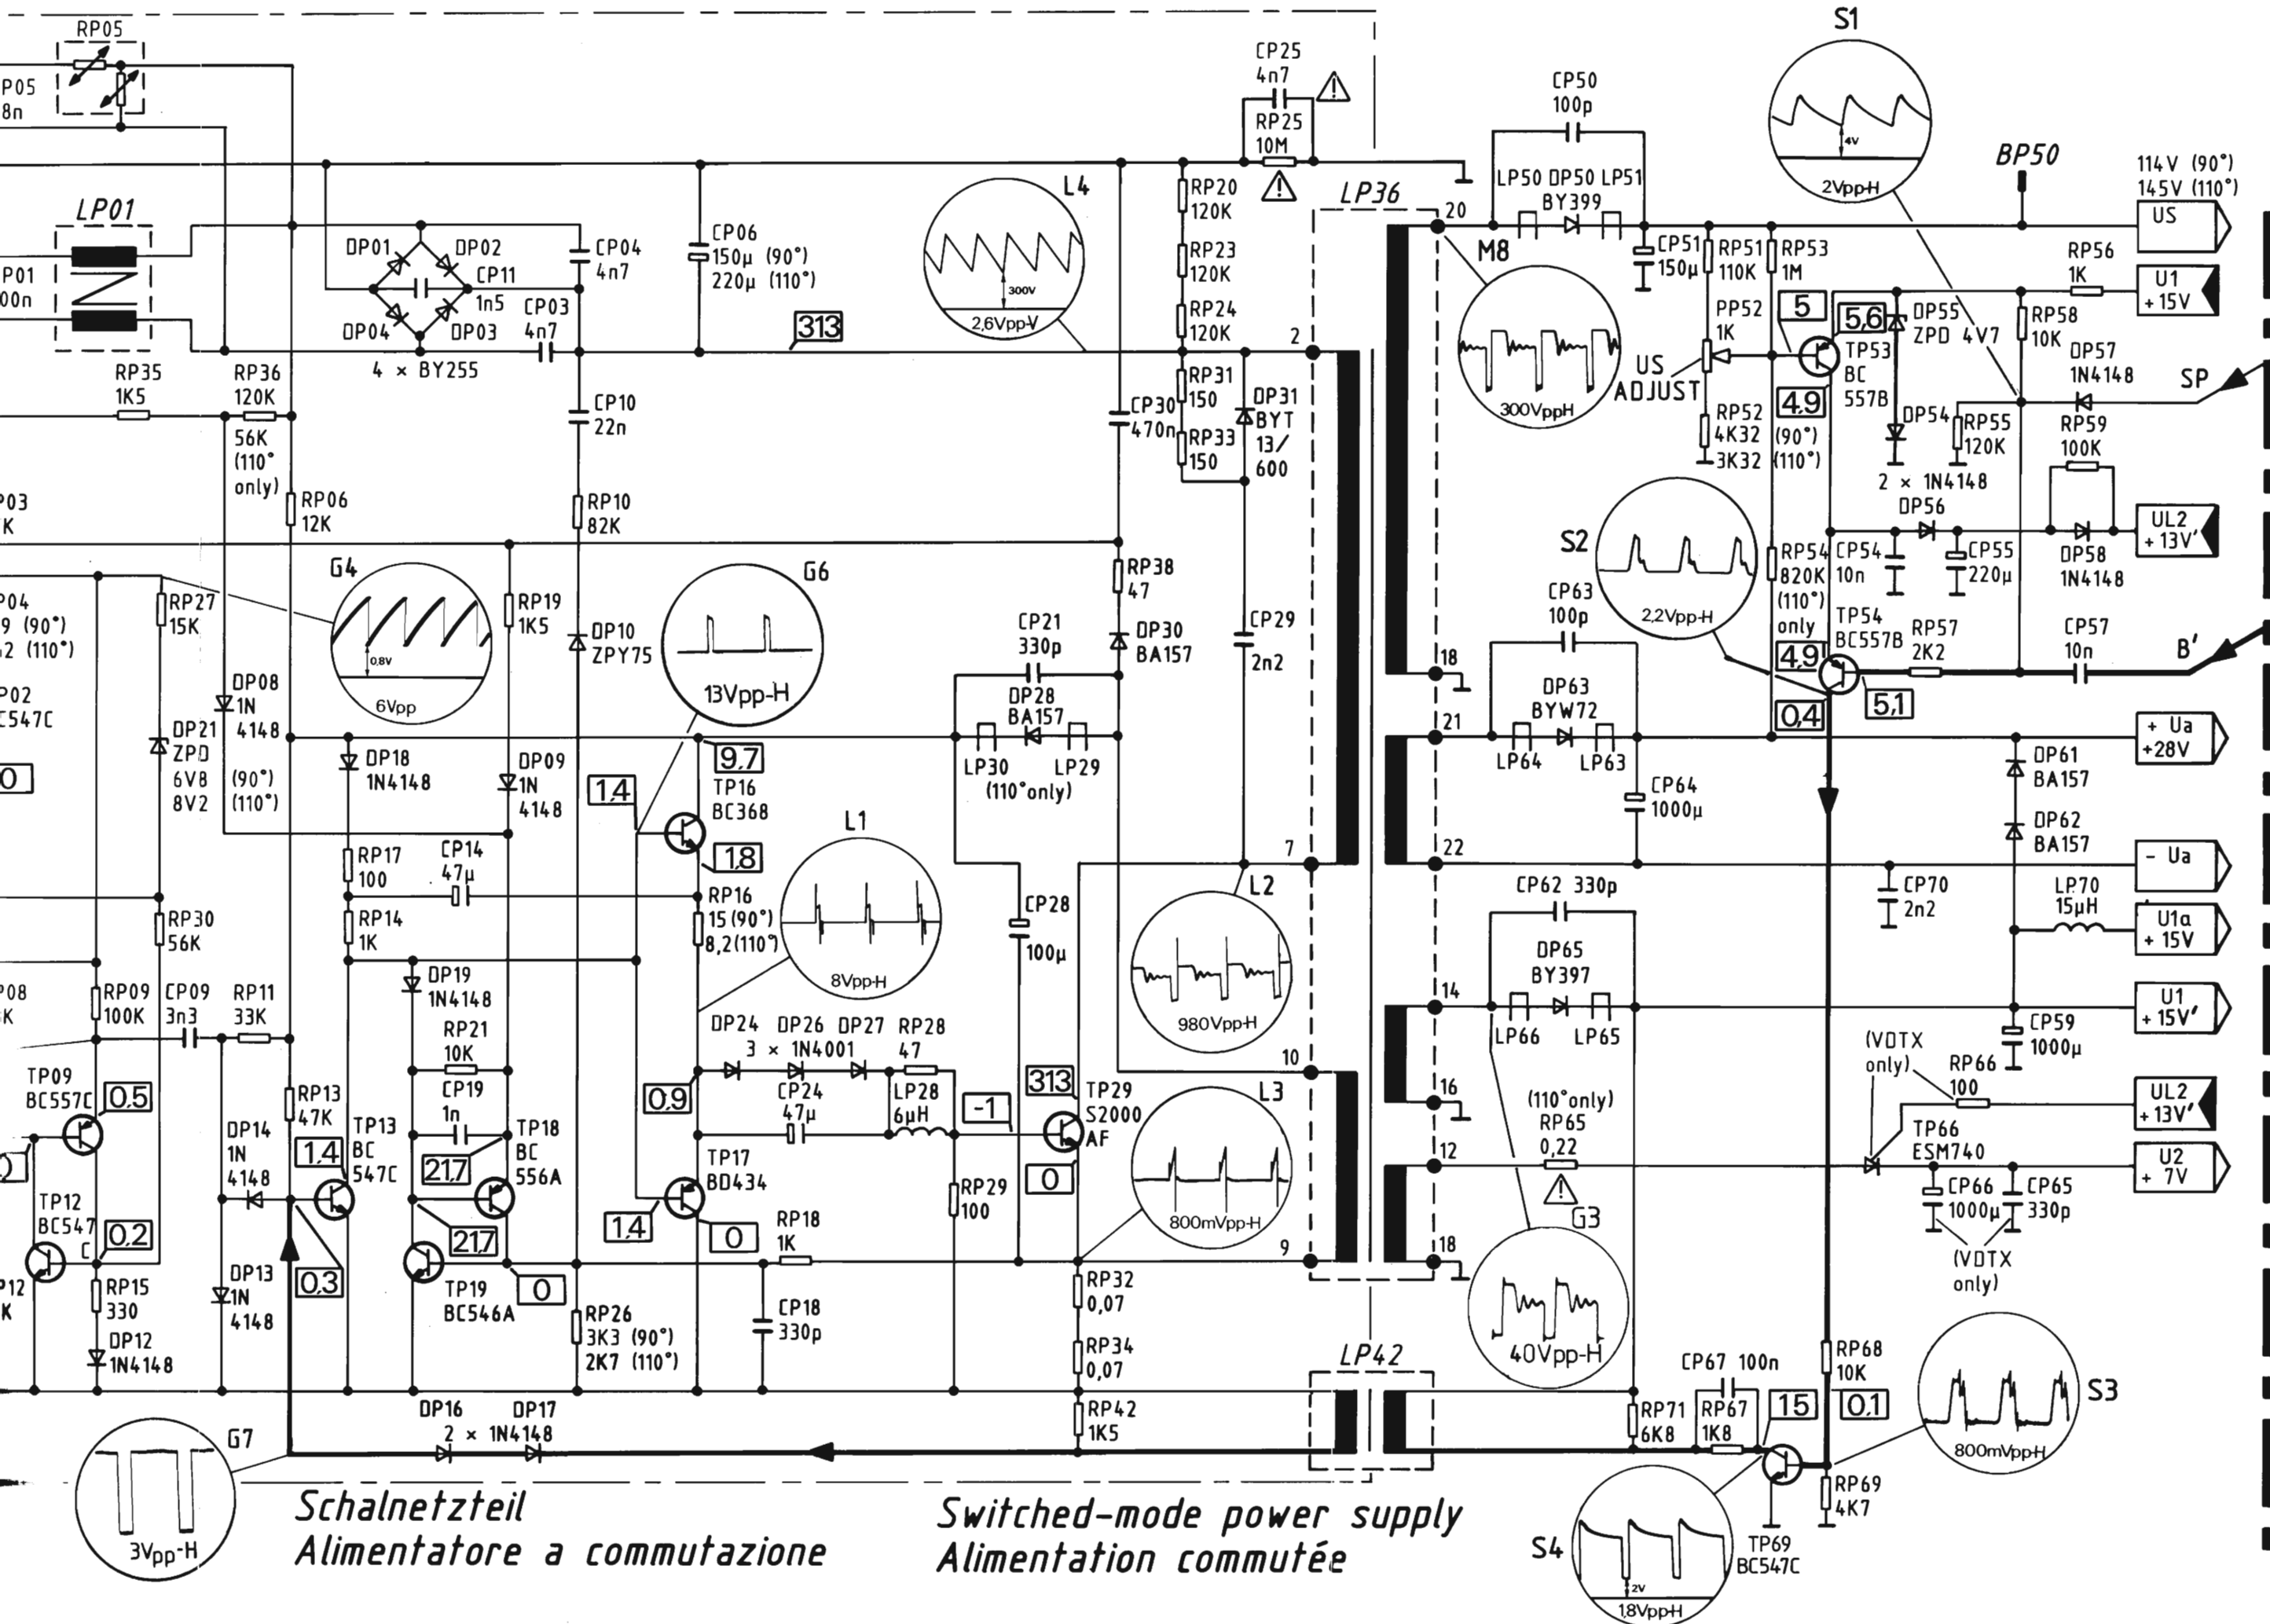 RP05
P05
8n
LP01
P01
00n
DP01
DP02
CP11
1n5
DP04
DP03
4 × BY255
CP04
4n7
CP03
4n7
CP06
150µ (90°)
220µ (110°)
313
L4
300V
2,6Vpp-V
CP25
4n7
RP25
10M
RP20
120K
RP23
120K
RP24
120K
RP31
150
RP33
150
DP31
BYT
13/
600
CP30
470n
LP36
2
7
10
9
20
18
21
22
14
16
12
18
M8
300VppH
CP50
100p
LP50 DP50 LP51
BY399
CP51
150µ
RP51
110K
RP53
1M
PP52
1K
US
ADJUST
RP52
4K32 (90°)
3K32 (110°)
S1
4V
2Vpp-H
BP50
114V (90°)
145V (110°)
US
RP56
1K
U1
+15V
5
5,6
DP55
ZPD 4V7
TP53
BC
557B
4,9
RP58
10K
DP57
1N4148
SP
DP54
RP55
120K
RP59
100K
2 × 1N4148
DP56
CP54
10n
CP55
220µ
DP58
1N4148
UL2
+13V'
RP54
820K
(110°)
only
TP54
BC557B
RP57
2K2
CP57
10n
B'
4,9
0,4
5,1
S2
2,2Vpp-H
CP63
100p
DP63
BYW72
LP64
LP63
CP64
1000µ
+ Ua
+28V
DP61
BA157
DP62
BA157
- Ua
CP70
2n2
LP70
15µH
U1a
+ 15V
CP62 330p
DP65
BY397
LP66
LP65
U1
+ 15V'
CP59
1000µ
(VDTX
only)
RP66
100
UL2
+ 13V'
(110°only)
RP65
0,22
TP66
ESM740
U2
+ 7V
CP66
1000µ
CP65
330p
(VDTX
only)
G3
40Vpp-H
RP35
1K5
RP36
120K
56K
(110°
only)
RP06
12K
CP10
22n
RP10
82K
DP10
ZPY75
P03
K
P04
9 (90°)
2 (110°)
P02
C547C
0
RP27
15K
G4
0,8V
6Vpp
RP19
1K5
G6
13Vpp-H
DP08
1N
4148
DP21
ZPD
6V8 (90°)
8V2 (110°)
DP18
1N4148
DP09
1N
4148
9,7
TP16
BC368
1,4
1,8
RP38
47
DP30
BA157
CP21
330p
DP28
BA157
LP30
LP29
(110°only)
CP29
2n2
RP17
100
CP14
47µ
RP14
1K
RP16
15(90°)
8,2(110°)
L1
8Vpp-H
CP28
100µ
L2
980Vpp-H
RP30
56K
P08
K
RP09
100K
CP09
3n3
RP11
33K
DP19
1N4148
RP21
10K
CP19
1n
DP24 DP26 DP27 RP28
3 × 1N4001
47
CP24
47µ
LP28
6µH
-1
313
TP29
S2000
AF
0
L3
800mVpp-H
TP09
BC557C
0,5
RP13
47K
TP13
BC
547C
1,4
DP14
1N
4148
0,9
21,7
TP18
BC
556A
TP17
BD434
1,4
0
RP29
100
TP12
BC547
C
0,2
0,3
21,7
TP19
BC546A
0
RP18
1K
CP18
330p
P12
K
RP15
330
DP13
1N
4148
DP12
1N4148
RP26
3K3 (90°)
2K7 (110°)
RP32
0,07
RP34
0,07
RP42
1K5
LP42
DP16
DP17
2 × 1N4148
G7
3Vpp-H
RP71
6K8
CP67 100n
RP67
1K8
15
0,1
RP68
10K
S3
800mVpp-H
RP69
4K7
TP69
BC547C
S4
2V
1,8Vpp-H
Schalnetzteil
Alimentatore a commutazione
Switched-mode power supply
Alimentation commutée